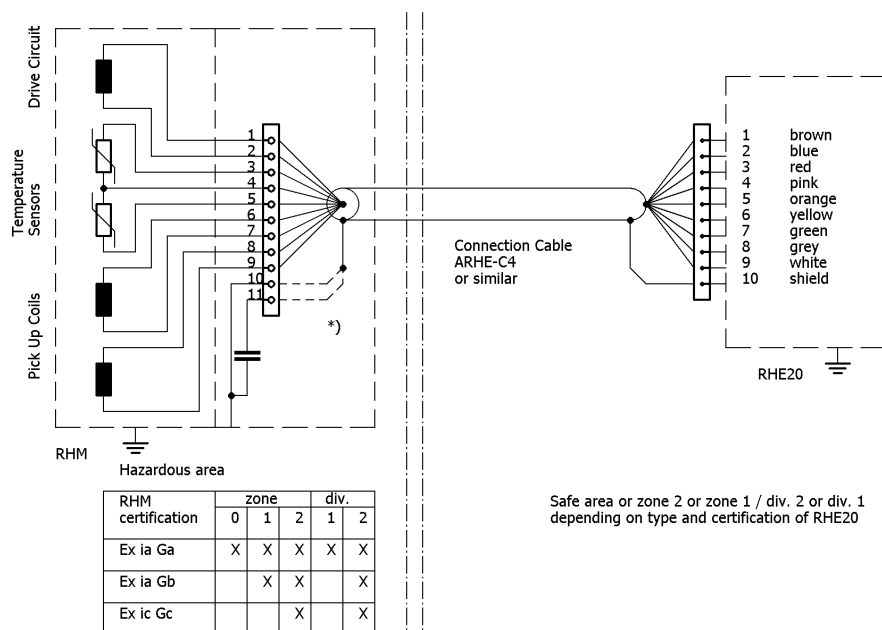 Drive Circuit
Temperature
Sensors
Pick Up Coils
1
2
3
4
5
6
7
8
9
10
11
*)
Connection Cable
ARHE-C4
or similar
1 brown
2 blue
3 red
4 pink
5 orange
6 yellow
7 green
8 grey
9 white
10 shield
RHE20
RHM
Hazardous area
RHM zone div.
certification 0 1 2 1 2
Ex ia Ga X X X X X
Ex ia Gb X X X
Ex ic Gc X X
Safe area or zone 2 or zone 1 / div. 2 or div. 1
depending on type and certification of RHE20